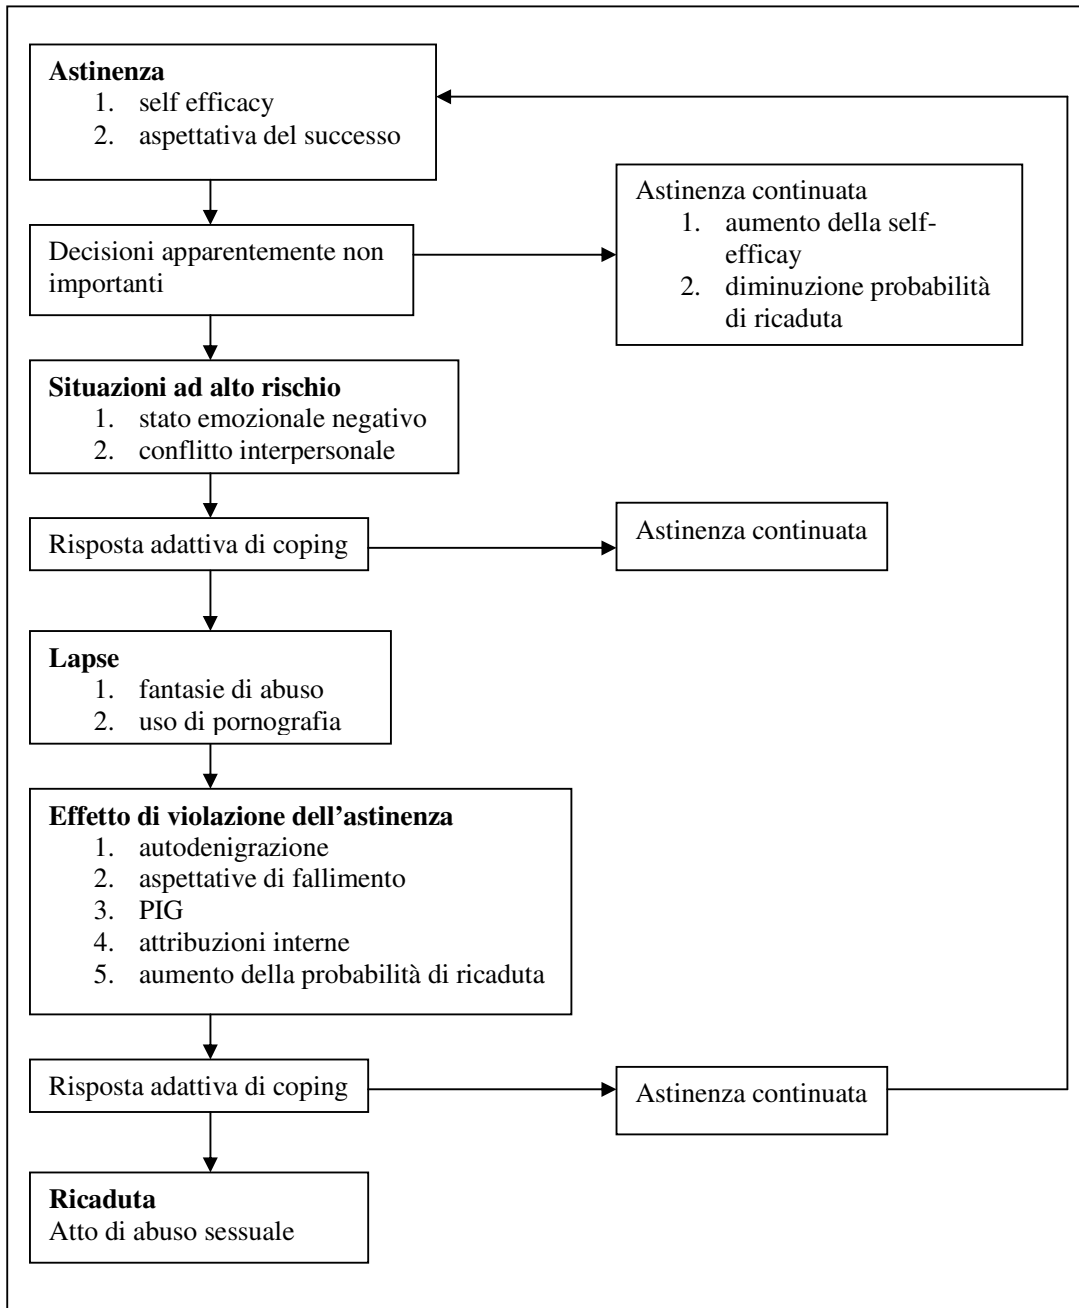 Astinenza
1. self efficacy
2. aspettativa del successo
Astinenza continuata
1. aumento della self-
efficay
2. diminuzione probabilità
di ricaduta
Decisioni apparentemente non
importanti
Situazioni ad alto rischio
1. stato emozionale negativo
2. conflitto interpersonale
Risposta adattiva di coping
Astinenza continuata
Lapse
1. fantasie di abuso
2. uso di pornografia
Effetto di violazione dell’astinenza
1. autodenigrazione
2. aspettative di fallimento
3. PIG
4. attribuzioni interne
5. aumento della probabilità di ricaduta
Risposta adattiva di coping
Astinenza continuata
Ricaduta
Atto di abuso sessuale